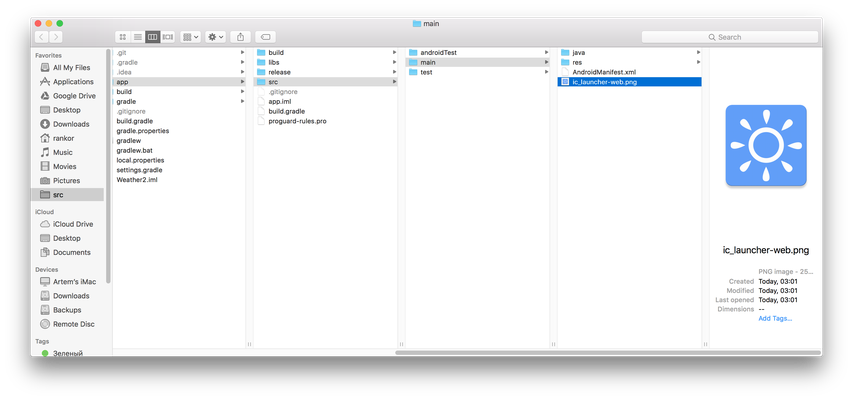 main
Search
Favorites
All My Files
Applications
Google Drive
Desktop
Downloads
rankor
Music
Movies
Pictures
src
iCloud
iCloud Drive
Desktop
Documents
Devices
Artem's iMac
Downloads
Backups
Remote Disc
Tags
Зеленый
.git
.gradle
.idea
app
build
gradle
.gitignore
build.gradle
gradle.properties
gradlew
gradlew.bat
local.properties
settings.gradle
Weather2.iml
build
libs
release
src
.gitignore
app.iml
build.gradle
proguard-rules.pro
androidTest
main
test
java
res
AndroidManifest.xml
ic_launcher-web.png
ic_launcher-web.png
PNG image - 25...
Created Today, 03:01
Modified Today, 03:01
Last opened Today, 03:01
Dimensions --
Add Tags...